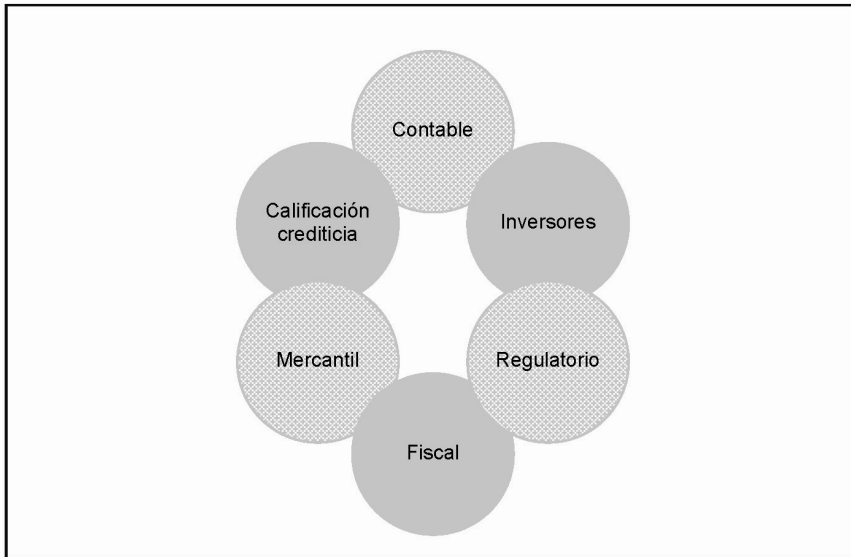 Contable
Calificación
crediticia
Inversores
Mercantil
Regulatorio
Fiscal